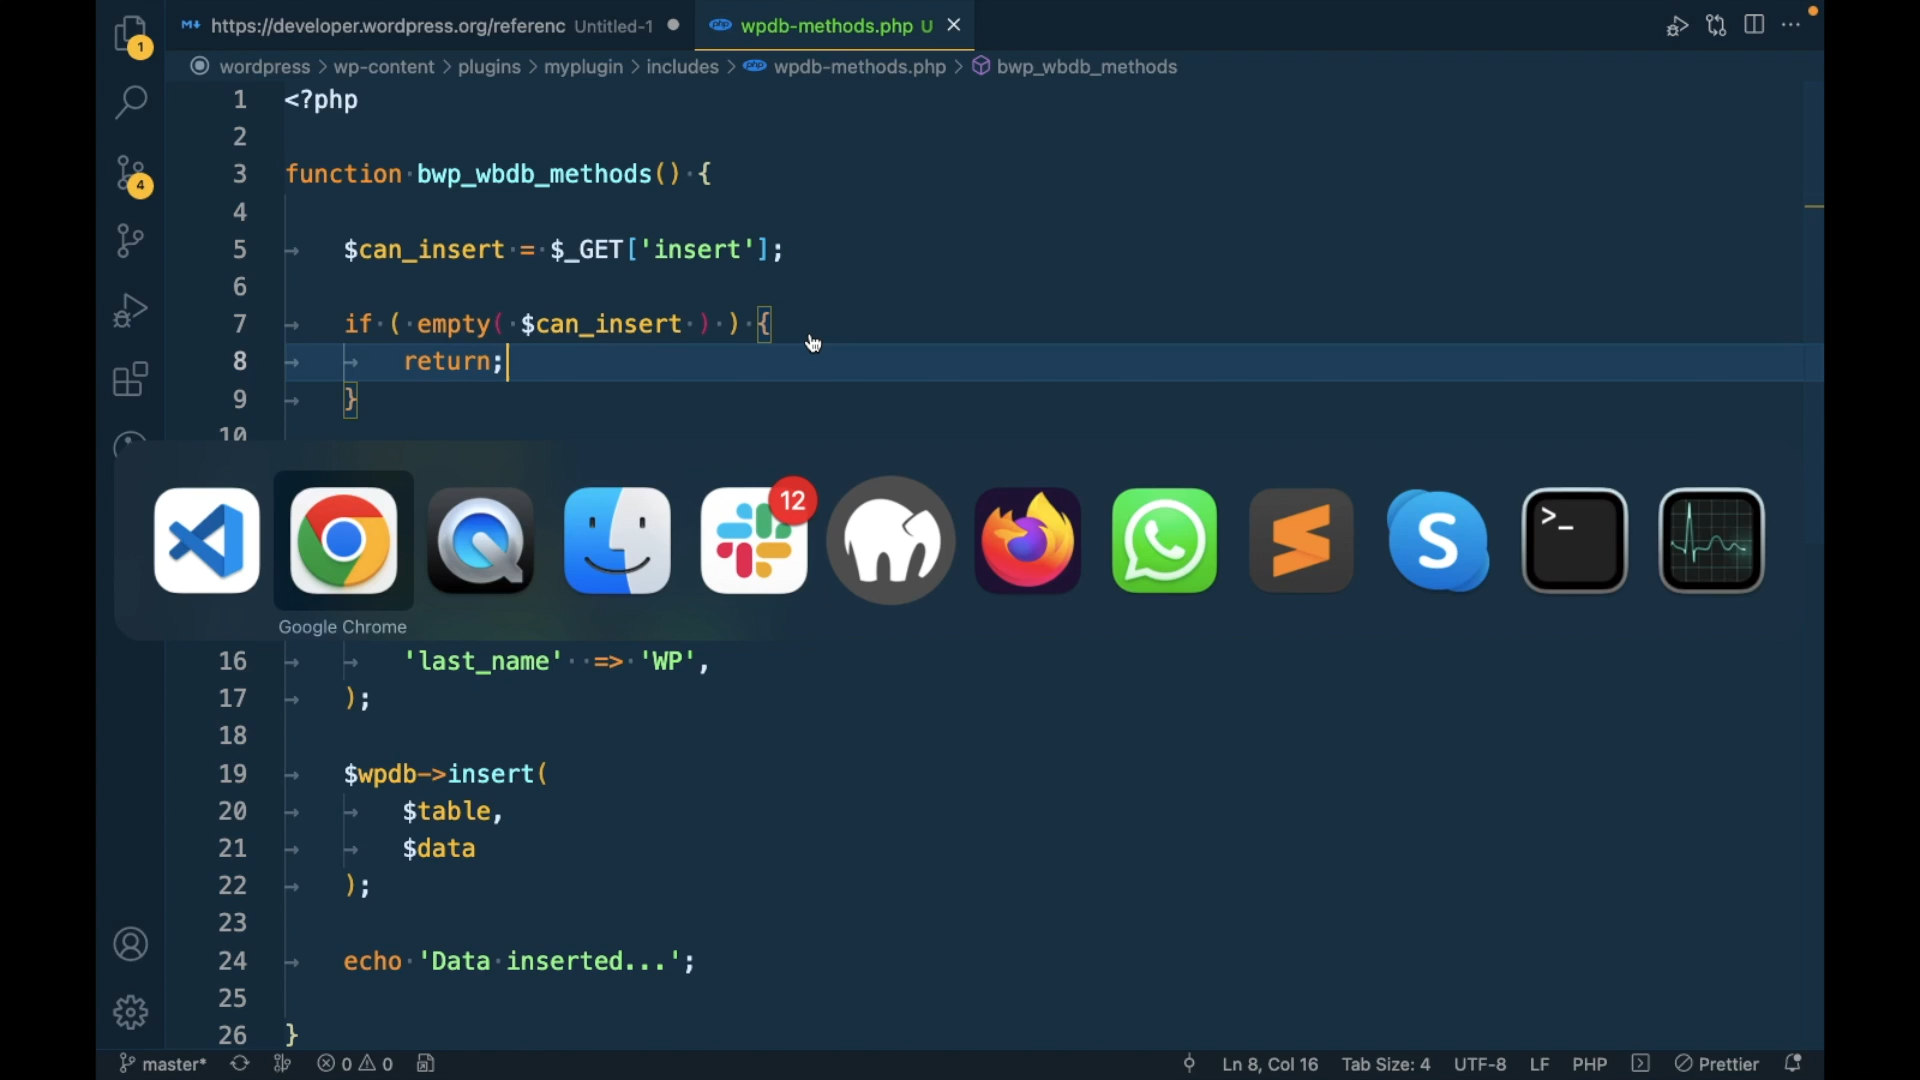 https://developer.wordpress.org/referenc Untitled-1
wpdb-methods.php U
wordpress > wp-content > plugins > myplugin > includes > wpdb-methods.php > bwp_wbdb_methods
1 <?php
2
3 function bwp_wbdb_methods() {
4
5 $can_insert = $_GET['insert'];
6
7 if ( empty( $can_insert ) ) {
8 return;
9 }
10
12
Google Chrome
16 'last_name' => 'WP',
17 );
18
19 $wpdb->insert(
20 $table,
21 $data
22 );
23
24 echo 'Data inserted...';
25
26 }
1
4
S
>_
master* 0 0 Ln 8, Col 16 Tab Size: 4 UTF-8 LF PHP Prettier